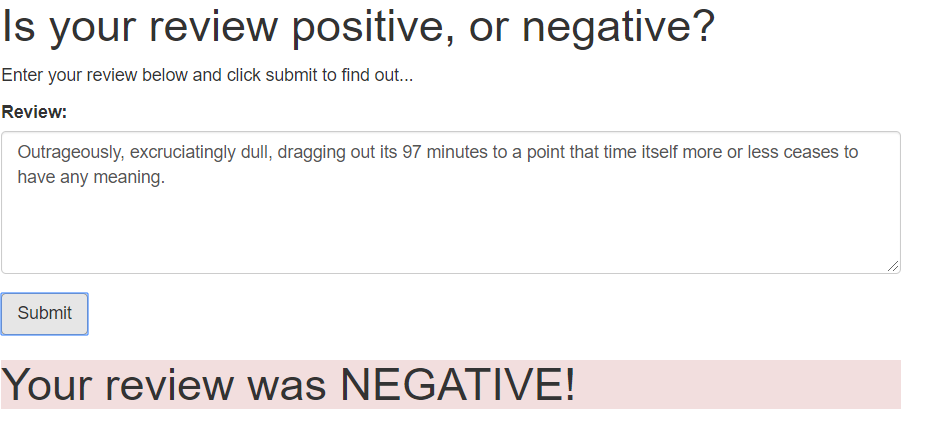 Is your review positive, or negative?
Enter your review below and click submit to find out...
Review:
Outrageously, excruciatingly dull, dragging out its 97 minutes to a point that time itself more or less ceases to
have any meaning.
Submit
Your review was NEGATIVE!